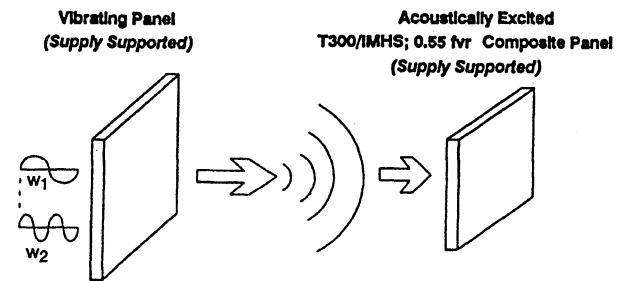 Vibrating Panel
(Supply Supported)
Acoustically Excited
T300/IMHS; 0.55 fvr Composite Panel
(Supply Supported)
w1
w2